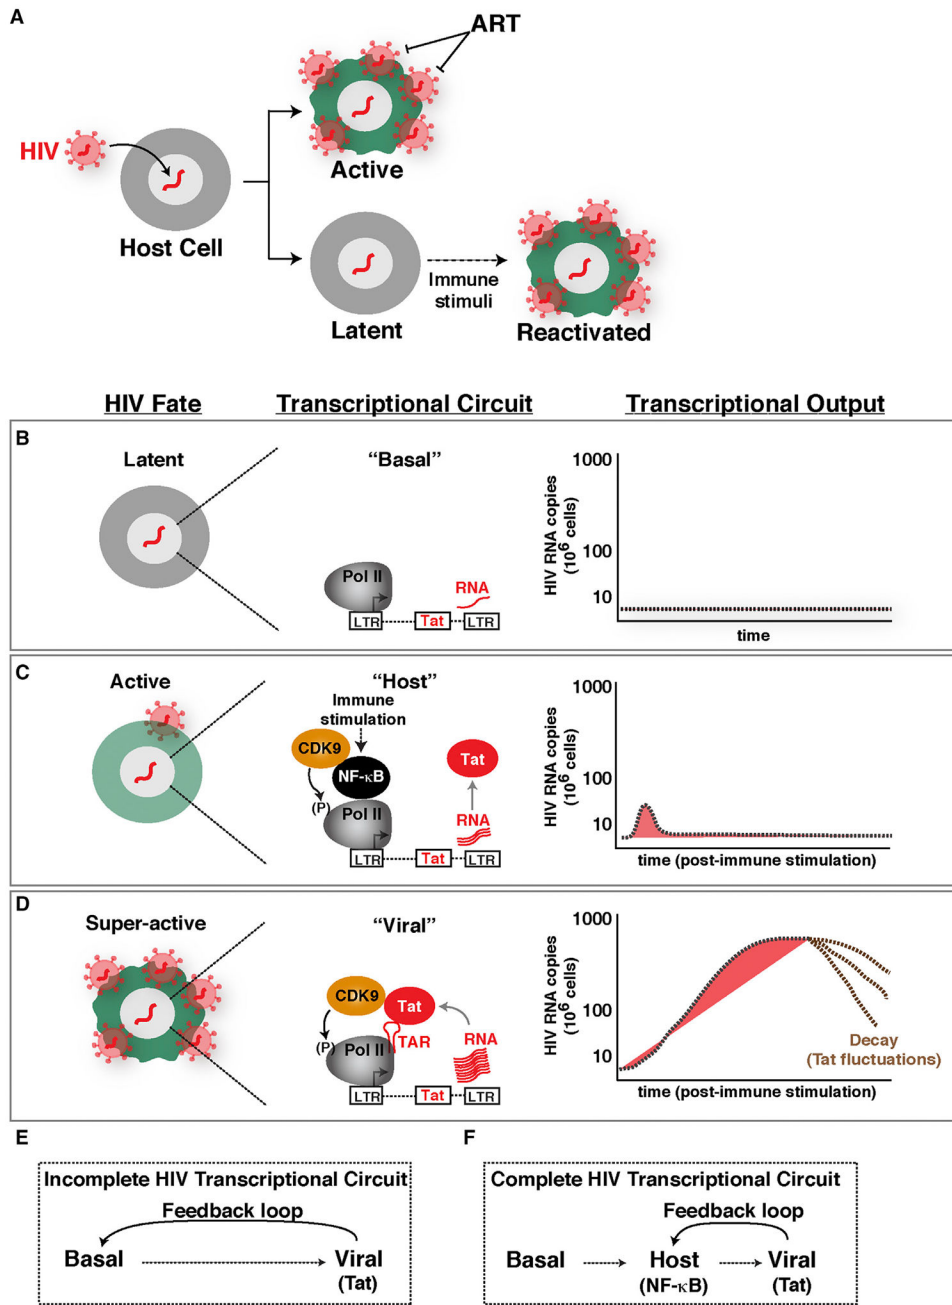 A
ART
HIV
Active
Host Cell
Immune
stimuli
Latent
Reactivated
HIV Fate
Transcriptional Circuit
Transcriptional Output
B
Latent
“Basal”
Pol II
RNA
LTR
Tat
LTR
HIV RNA copies
(10⁶ cells)
1000
100
10
time
C
Active
“Host”
Immune
stimulation
CDK9
NF-κB
Tat
(P)
Pol II
RNA
LTR
Tat
LTR
HIV RNA copies
(10⁶ cells)
1000
100
10
time (post-immune stimulation)
D
Super-active
“Viral”
CDK9
Tat
(P)
Pol II
TAR
RNA
LTR
Tat
LTR
HIV RNA copies
(10⁶ cells)
1000
100
10
Decay
(Tat fluctuations)
time (post-immune stimulation)
E
Incomplete HIV Transcriptional Circuit
Feedback loop
Basal
Viral
(Tat)
F
Complete HIV Transcriptional Circuit
Feedback loop
Basal
Host
(NF-κB)
Viral
(Tat)